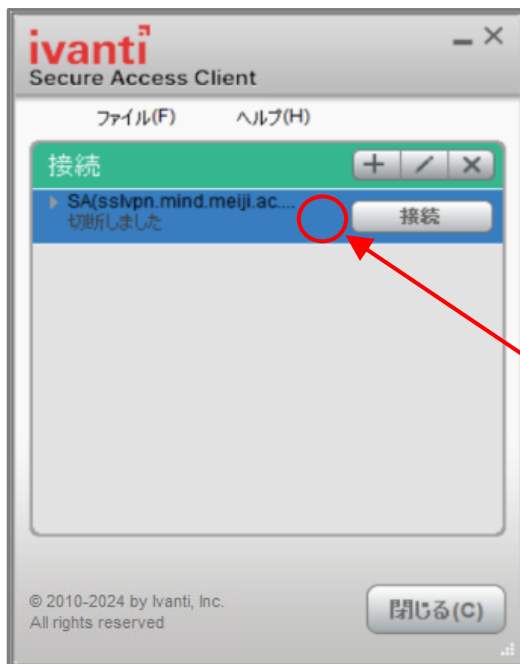 ivanti
Secure Access Client
ファイル(F) ヘルプ(H)
接続
SA(sslvpn.mind.meiji.ac....
切断しました
接続
© 2010-2024 by Ivanti, Inc.
All rights reserved
閉じる(C)